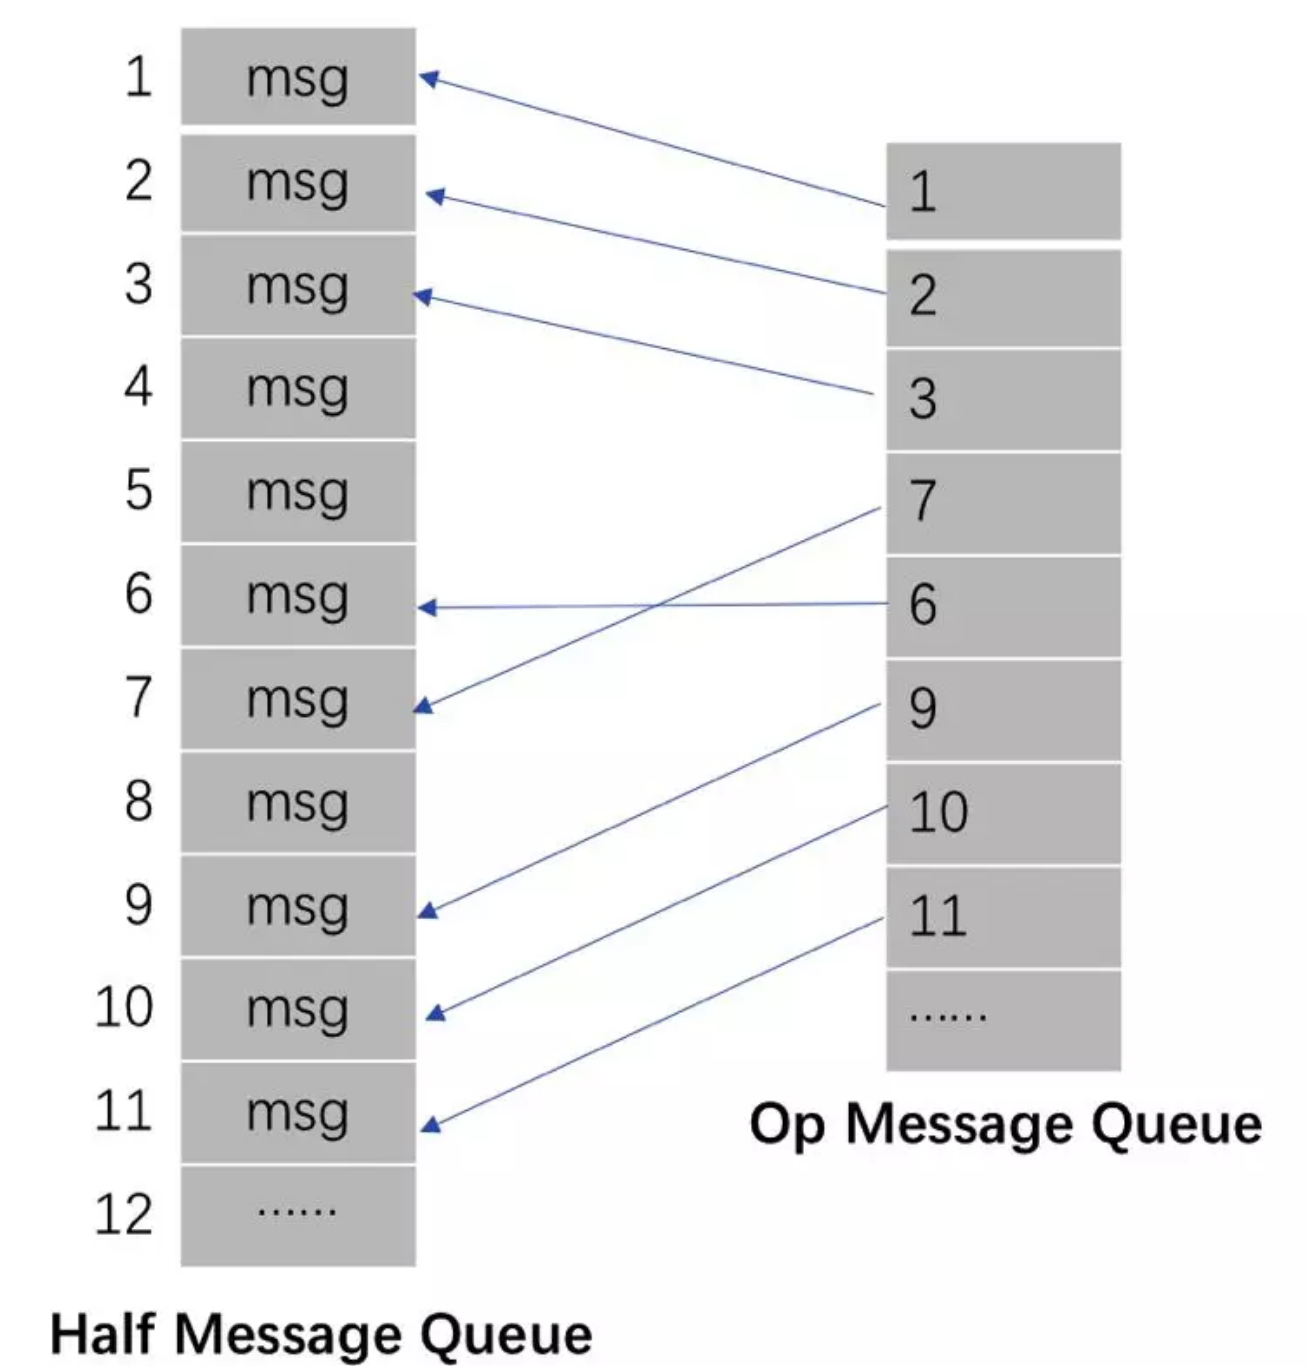 1 msg
2 msg
3 msg
4 msg
5 msg
6 msg
7 msg
8 msg
9 msg
10 msg
11 msg
12 ......
Half Message Queue
1
2
3
7
6
9
10
11
......
Op Message Queue